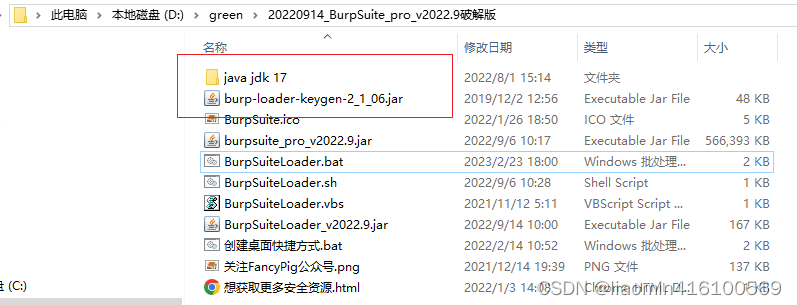 此电脑 › 本地磁盘 (D:) › green › 20220914_BurpSuite_pro_v2022.9破解版
名称 修改日期 类型 大小
java jdk 17 2022/8/1 15:14 文件夹
burp-loader-keygen-2_1_06.jar 2019/12/2 12:56 Executable Jar File 48 KB
BurpSuite.ico 2022/1/26 18:50 ICO 文件 5 KB
burpsuite_pro_v2022.9.jar 2022/9/6 10:17 Executable Jar File 566,393 KB
BurpSuiteLoader.bat 2023/2/23 18:00 Windows 批处理... 2 KB
BurpSuiteLoader.sh 2022/9/6 10:28 Shell Script 1 KB
BurpSuiteLoader.vbs 2021/11/12 5:11 VBScript Script ... 1 KB
BurpSuiteLoader_v2022.9.jar 2022/9/14 10:00 Executable Jar File 167 KB
创建桌面快捷方式.bat 2022/2/14 10:52 Windows 批处理... 2 KB
关注FancyPig公众号.png 2021/12/14 19:39 PNG 文件 137 KB
想获取更多安全资源.html 2022/1/3 14:08 1 KB
盘 (C:)